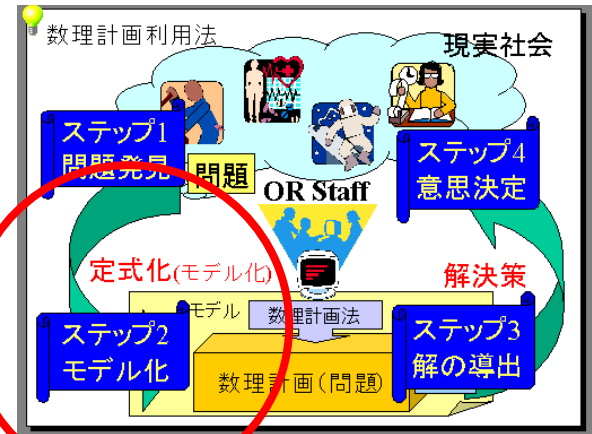 数理計画利用法
現実社会
ステップ1
問題発見
問題
OR Staff
ステップ4
意思決定
定式化(モデル化)
解決策
モデル
数理計画法
ステップ2
モデル化
ステップ3
解の導出
数理計画(問題)